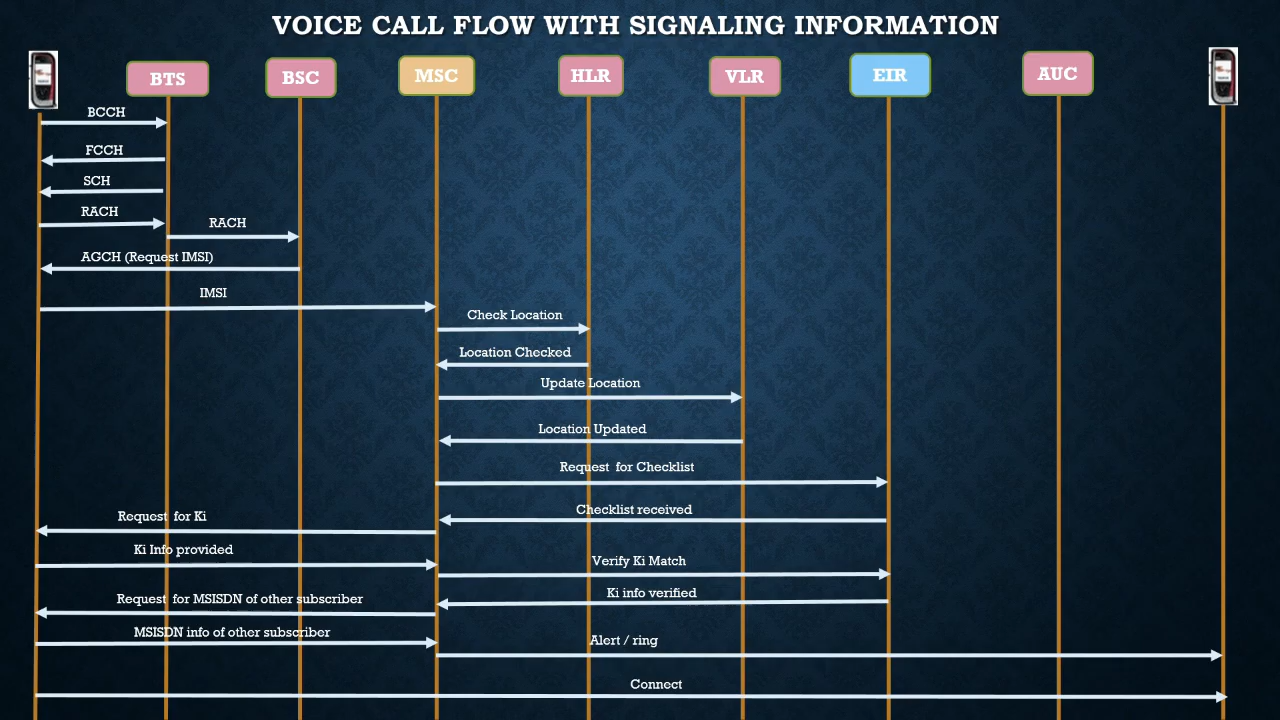 VOICE CALL FLOW WITH SIGNALING INFORMATION
BTS
BSC
MSC
HLR
VLR
EIR
AUC
BCCH
FCCH
SCH
RACH
RACH
AGCH (Request IMSI)
IMSI
Check Location
Location Checked
Update Location
Location Updated
Request for Checklist
Checklist received
Request for Ki
Ki Info provided
Verify Ki Match
Ki info verified
Request for MSISDN of other subscriber
MSISDN info of other subscriber
Alert / ring
Connect